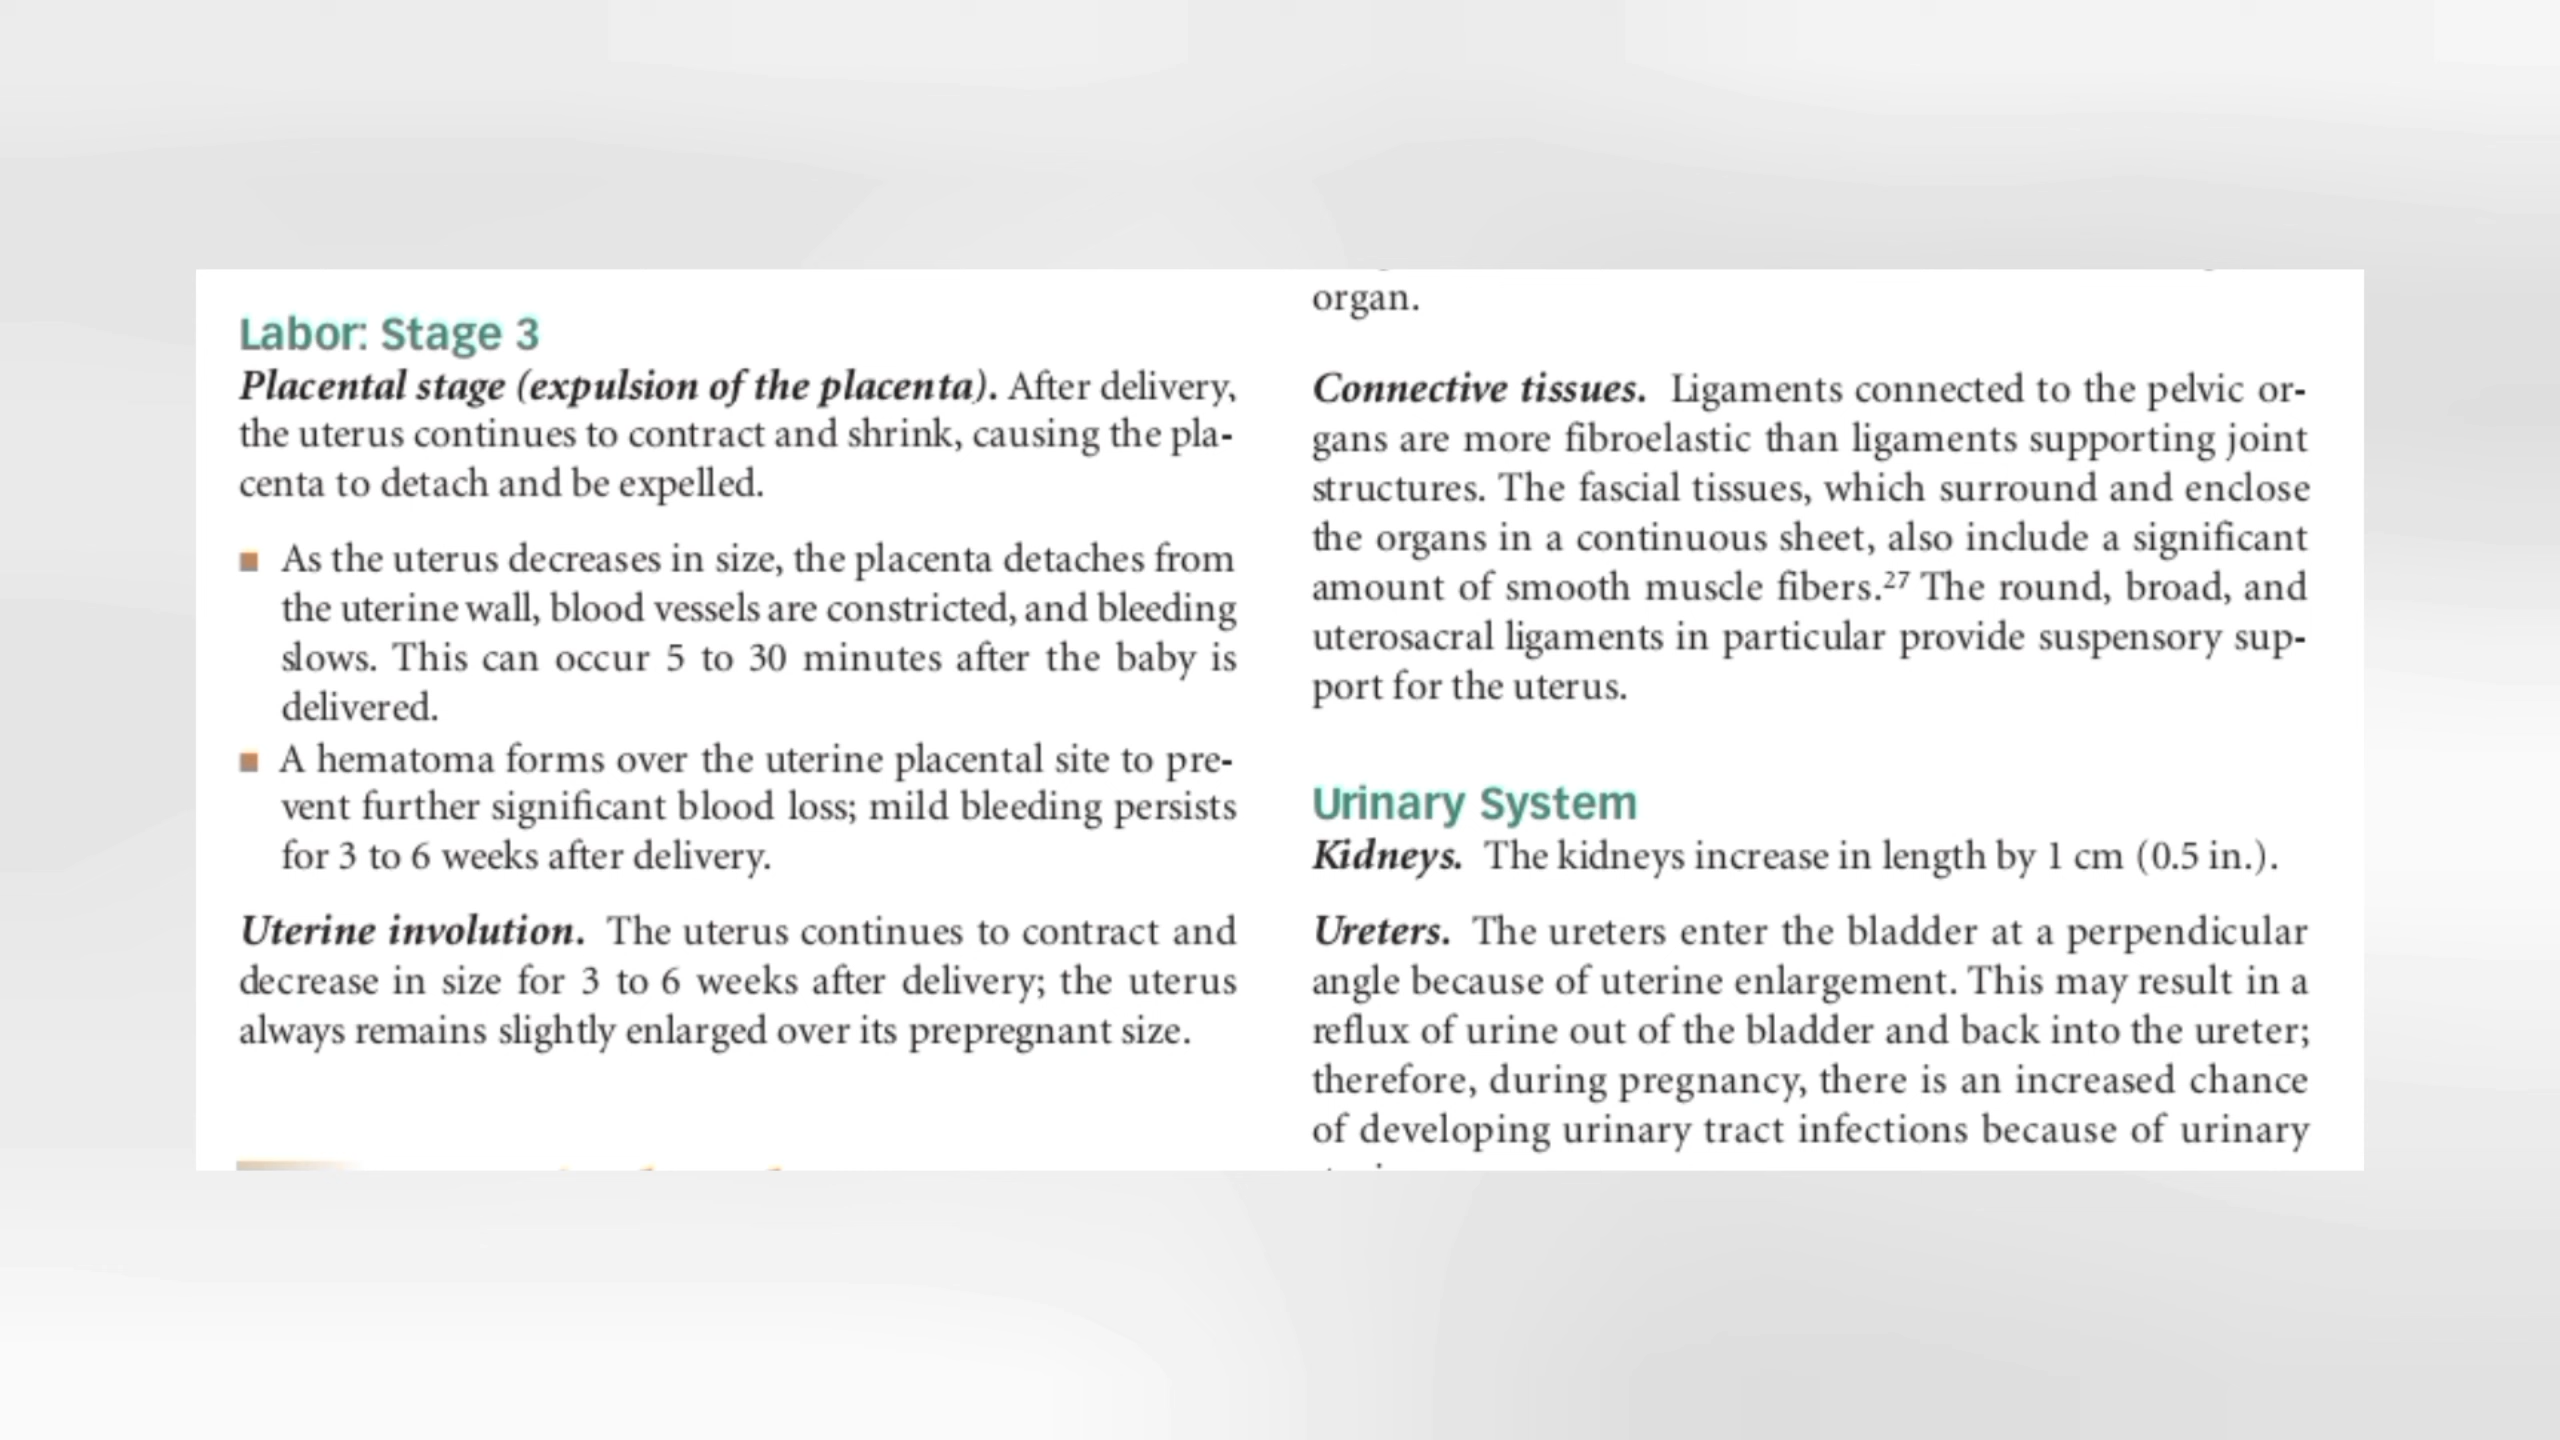 Labor: Stage 3
Placental stage (expulsion of the placenta). After delivery,
the uterus continues to contract and shrink, causing the pla-
centa to detach and be expelled.
■ As the uterus decreases in size, the placenta detaches from
the uterine wall, blood vessels are constricted, and bleeding
slows. This can occur 5 to 30 minutes after the baby is
delivered.
■ A hematoma forms over the uterine placental site to pre-
vent further significant blood loss; mild bleeding persists
for 3 to 6 weeks after delivery.
Uterine involution. The uterus continues to contract and
decrease in size for 3 to 6 weeks after delivery; the uterus
always remains slightly enlarged over its prepregnant size.
organ.
Connective tissues. Ligaments connected to the pelvic or-
gans are more fibroelastic than ligaments supporting joint
structures. The fascial tissues, which surround and enclose
the organs in a continuous sheet, also include a significant
amount of smooth muscle fibers.²⁷ The round, broad, and
uterosacral ligaments in particular provide suspensory sup-
port for the uterus.
Urinary System
Kidneys. The kidneys increase in length by 1 cm (0.5 in.).
Ureters. The ureters enter the bladder at a perpendicular
angle because of uterine enlargement. This may result in a
reflux of urine out of the bladder and back into the ureter;
therefore, during pregnancy, there is an increased chance
of developing urinary tract infections because of urinary